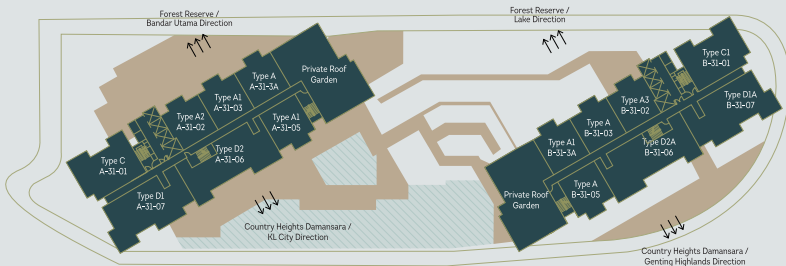 Forest Reserve /
Bandar Utama Direction
Forest Reserve /
Lake Direction
Private Roof
Garden
Type A
A-31-3A
Type A1
A-31-03
Type A2
A-31-02
Type A1
A-31-05
Type D2
A-31-06
Type C
A-31-01
Type D1
A-31-07
Type C1
B-31-01
Type D1A
B-31-07
Type A3
B-31-02
Type A
B-31-03
Type A1
B-31-3A
Type D2A
B-31-06
Type A
B-31-05
Private Roof
Garden
Country Heights Damansara /
KL City Direction
Country Heights Damansara /
Genting Highlands Direction